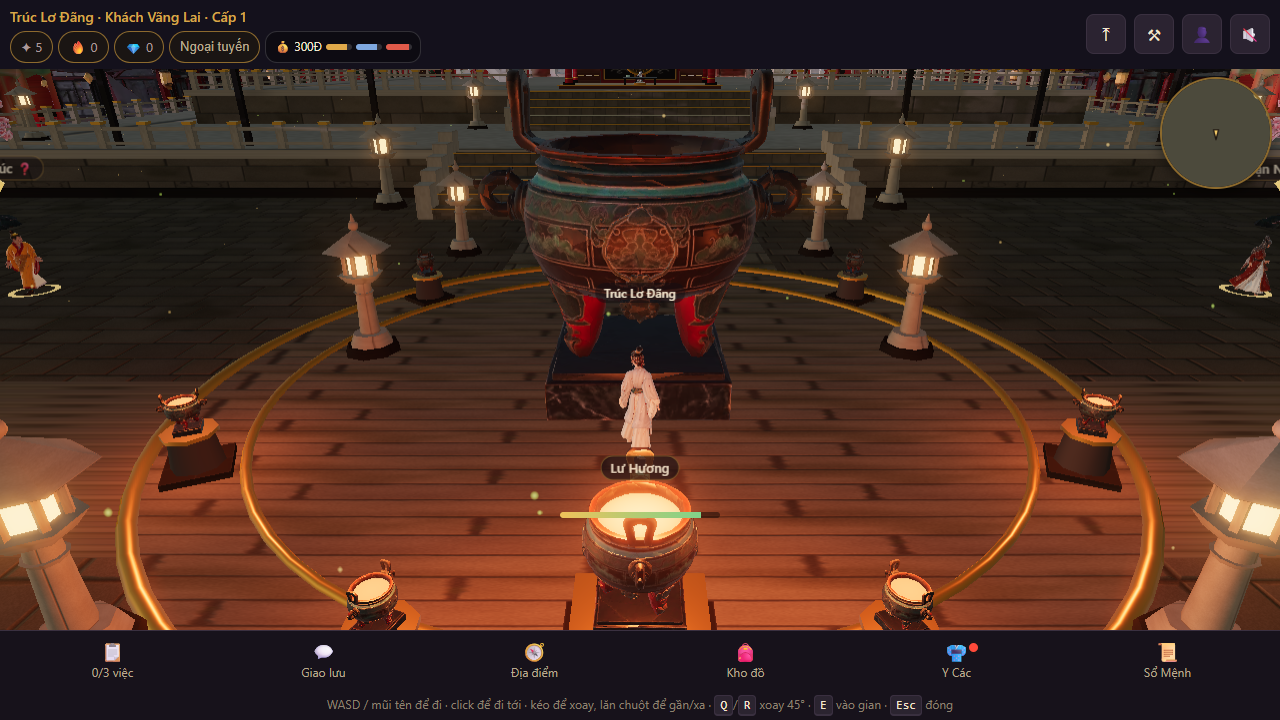 Trúc Lơ Đãng · Khách Vãng Lai · Cấp 1
✦ 5
0
0
Ngoại tuyến
300Đ
úc ❓
ện N
Trúc Lơ Đãng
Lư Hương
0/3 việc
Giao lưu
Địa điểm
Kho đồ
Y Các
Sổ Mệnh
WASD / mũi tên để đi · click để đi tới · kéo để xoay, lăn chuột để gần/xa · Q / R xoay 45° · E vào gian · Esc đóng